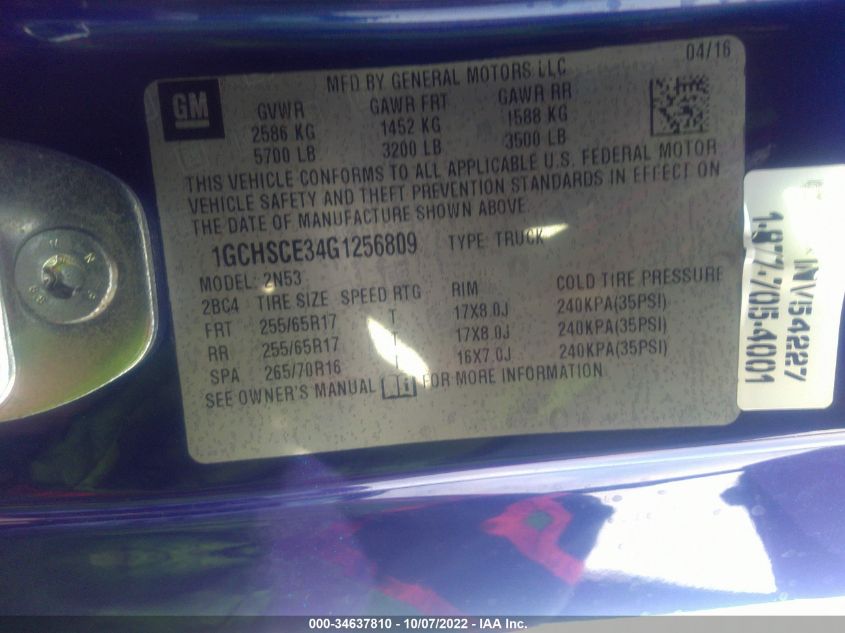 04/16
MFD BY GENERAL MOTORS LLC
GM
GVWR GAWR FRT GAWR RR
2586 KG 1452 KG 1588 KG
5700 LB 3200 LB 3500 LB
THIS VEHICLE CONFORMS TO ALL APPLICABLE U.S. FEDERAL MOTOR
VEHICLE SAFETY AND THEFT PREVENTION STANDARDS IN EFFECT ON
THE DATE OF MANUFACTURE SHOWN ABOVE.
1GCHSCE34G1256809 TYPE: TRUCK
MODEL: 2N53
2BC4 TIRE SIZE SPEED RTG RIM COLD TIRE PRESSURE
FRT 255/65R17 T 17X8.0J 240KPA(35PSI)
RR 255/65R17 T 17X8.0J 240KPA(35PSI)
SPA 265/70R16 T 16X7.0J 240KPA(35PSI)
SEE OWNER'S MANUAL FOR MORE INFORMATION
INV54227
000-34637810 - 10/07/2022 - IAA Inc.